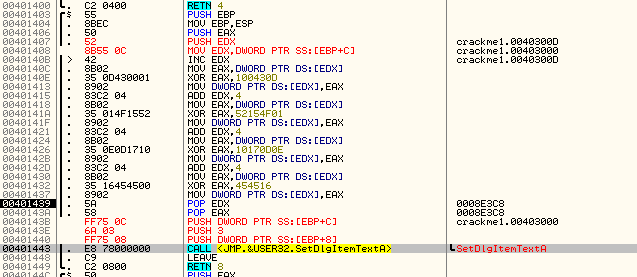 00401400 . C2 0400 RETN 4
00401403 $ 55 PUSH EBP
00401404 . 8BEC MOV EBP,ESP
00401406 . 50 PUSH EAX
00401407 . 52 PUSH EDX crackme1.0040300D
00401408 . 8B55 0C MOV EDX,DWORD PTR SS:[EBP+C] crackme1.00403000
0040140B > 42 INC EDX crackme1.0040300D
0040140C . 8B02 MOV EAX,DWORD PTR DS:[EDX]
0040140E . 35 0D430001 XOR EAX,100430D
00401413 . 8902 MOV DWORD PTR DS:[EDX],EAX
00401415 . 83C2 04 ADD EDX,4
00401418 . 8B02 MOV EAX,DWORD PTR DS:[EDX]
0040141A . 35 014F1552 XOR EAX,52154F01
0040141F . 8902 MOV DWORD PTR DS:[EDX],EAX
00401421 . 83C2 04 ADD EDX,4
00401424 . 8B02 MOV EAX,DWORD PTR DS:[EDX]
00401426 . 35 0E0D1710 XOR EAX,10170D0E
0040142B . 8902 MOV DWORD PTR DS:[EDX],EAX
0040142D . 83C2 04 ADD EDX,4
00401430 . 8B02 MOV EAX,DWORD PTR DS:[EDX]
00401432 . 35 16454500 XOR EAX,454516
00401437 . 8902 MOV DWORD PTR DS:[EDX],EAX
00401439 . 5A POP EDX 0008E3C8
0040143A . 58 POP EAX 0008E3C8
0040143B . FF75 0C PUSH DWORD PTR SS:[EBP+C] crackme1.00403000
0040143E . 6A 03 PUSH 3
00401440 . FF75 08 PUSH DWORD PTR SS:[EBP+8]
00401443 . E8 78000000 CALL <JMP.&USER32.SetDlgItemTextA> SetDlgItemTextA
00401448 . C9 LEAVE
00401449 . C2 0800 RETN 8
0040144C $ 50 PUSH EAX